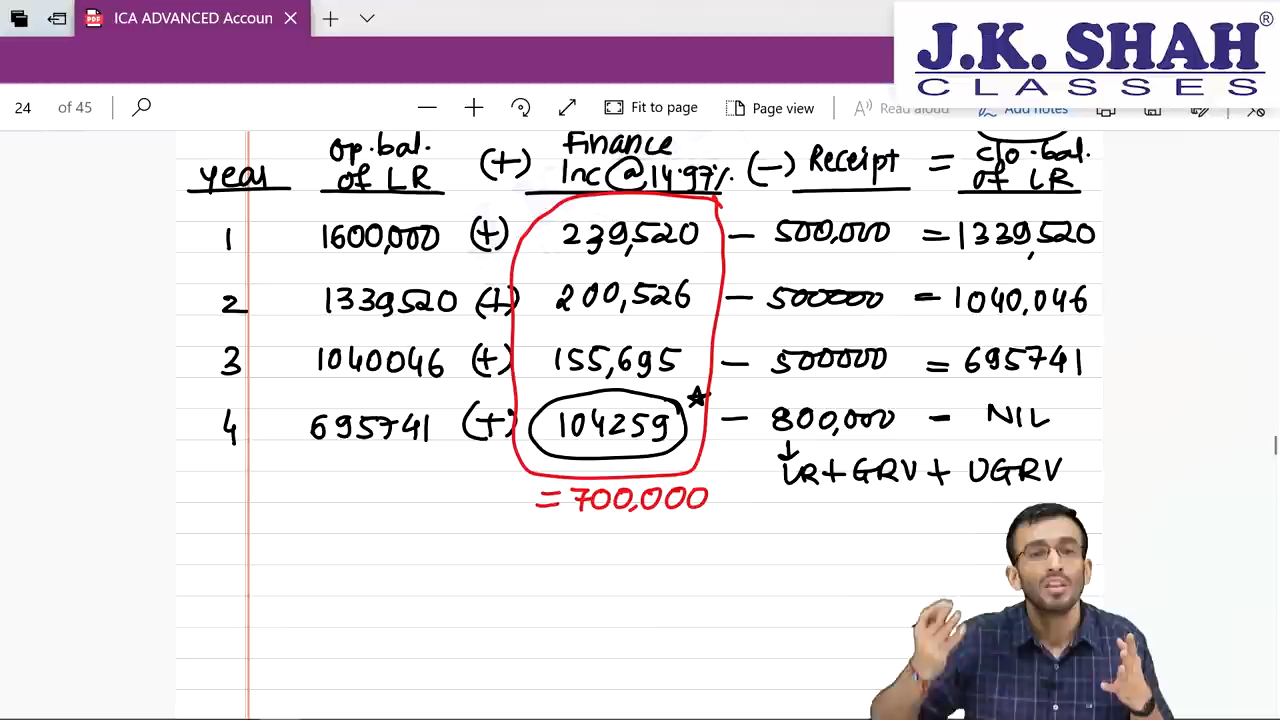 ICA ADVANCED Accoun
J.K. SHAH®
CLASSES
24 of 45 Fit to page Page view Read aloud Add notes
year op.bal. of LR (+) Finance Inc @ 14.97% (-) Receipt = clo.bal. of LR
1 1600,000 (+) 239,520 - 500,000 = 1339,520
2 1339520 (+) 200,526 - 500000 = 1040,046
3 1040046 (+) 155,695 - 500000 = 695741
4 695741 (+) 104259 - 800,000 = NIL
LR + GRV + UGRV
= 700,000